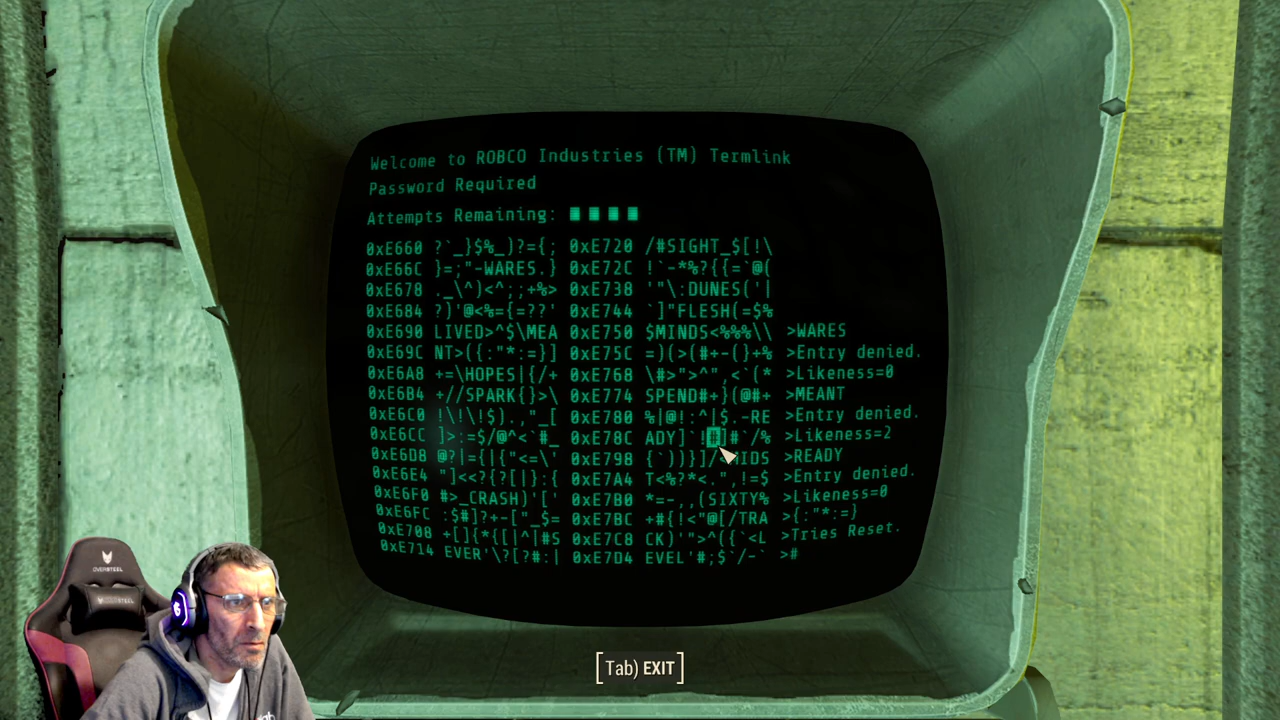 Welcome to ROBCO Industries (TM) Termlink
Password Required
Attempts Remaining:
0xE660 ?`_}$%_)?={; 0xE720 /#SIGHT_$[!\
0xE66C }=;"-WARES.} 0xE72C !`-*%?{{=`@(
0xE678 ._\^)<^;;+%> 0xE738 '"\:DUNES('|
0xE684 ?)'@<%={=??' 0xE744 `]"FLESH(=$%
0xE690 LIVED>^$\MEA 0xE750 $MINDS<%%%\\ >WARES
0xE69C NT>({:"*:=}] 0xE75C =)(>(#+-(}+% >Entry denied.
0xE6A8 +=\HOPES|{/+ 0xE768 \#>">^",<`(* >Likeness=0
0xE6B4 +//SPARK{}>\ 0xE774 SPEND#+}(@#+ >MEANT
0xE6C0 !\!\!$).,"_[ 0xE780 %|@!:^|$.-RE >Entry denied.
0xE6CC ]>:=$/@^<`#_ 0xE78C ADY]`!#]#`/% >Likeness=2
0xE6D8 @?|={|{"<=\' 0xE798 {`))}]/<MIDS >READY
0xE6E4 "]<<?{?[|}:{ 0xE7A4 T<%?*<.",!=$ >Entry denied.
0xE6F0 #>_CRASH)'[' 0xE7B0 *=-,,(SIXTY% >Likeness=0
0xE6FC :$#]?+-["_$= 0xE7BC +#{!<"@[/TRA >{:"*:=}
0xE708 +[]{*{[|^|#S 0xE7C8 CK)'">^({`<L >Tries Reset.
0xE714 EVER'\?[?#:| 0xE7D4 EVEL'#;$`/-` >#
OVERSTEEL
[Tab) EXIT]